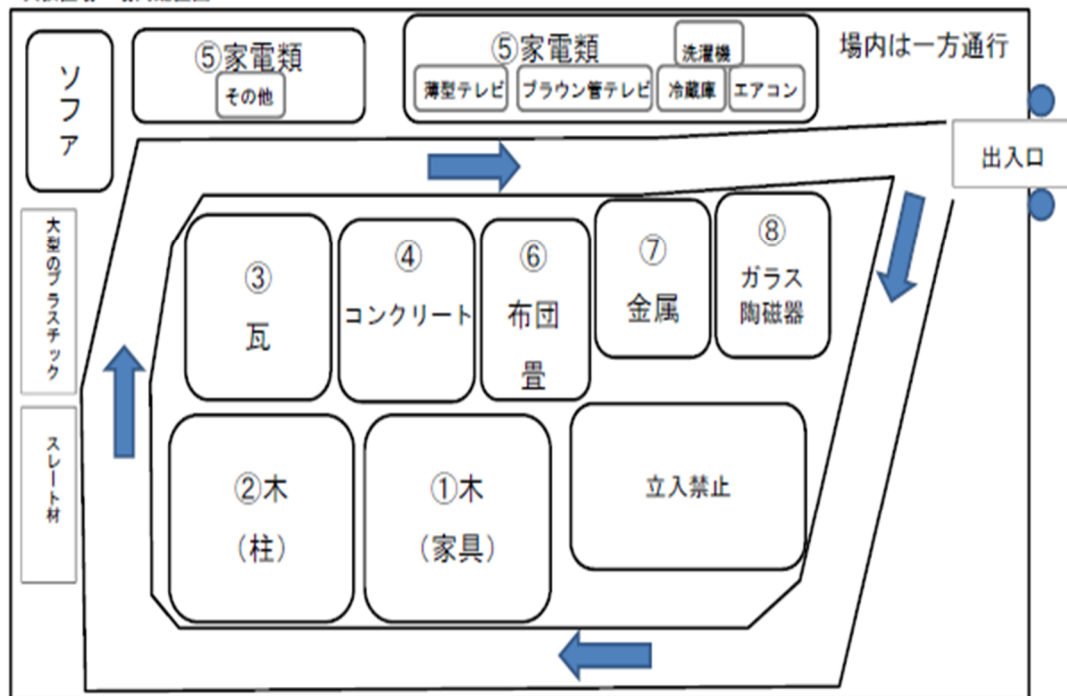 ⑤家電類
その他
⑤家電類
洗濯機
薄型テレビ
ブラウン管テレビ
冷蔵庫
エアコン
場内は一方通行
出入口
ソファ
大型のプラスチック
スレート材
③
瓦
④
コンクリート
⑥
布団
畳
⑦
金属
⑧
ガラス
陶磁器
②木
(柱)
①木
(家具)
立入禁止